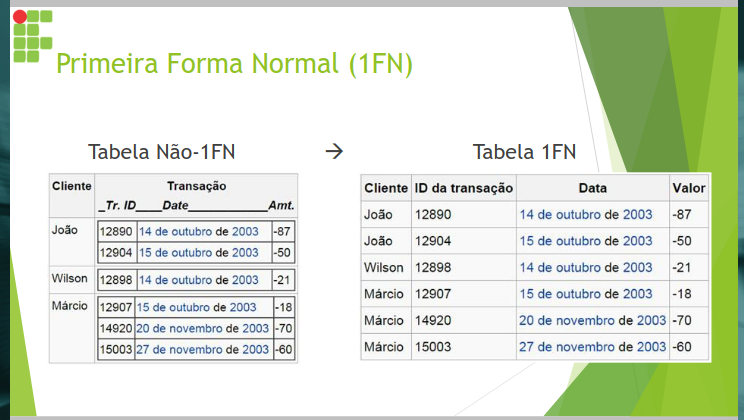 Primeira Forma Normal (1FN)
Tabela Não-1FN → Tabela 1FN
Cliente Transação
_Tr. ID____Date____________Amt.
João 12890 14 de outubro de 2003 -87
12904 15 de outubro de 2003 -50
Wilson 12898 14 de outubro de 2003 -21
Márcio 12907 15 de outubro de 2003 -18
14920 20 de novembro de 2003 -70
15003 27 de novembro de 2003 -60
Cliente ID da transação Data Valor
João 12890 14 de outubro de 2003 -87
João 12904 15 de outubro de 2003 -50
Wilson 12898 14 de outubro de 2003 -21
Márcio 12907 15 de outubro de 2003 -18
Márcio 14920 20 de novembro de 2003 -70
Márcio 15003 27 de novembro de 2003 -60